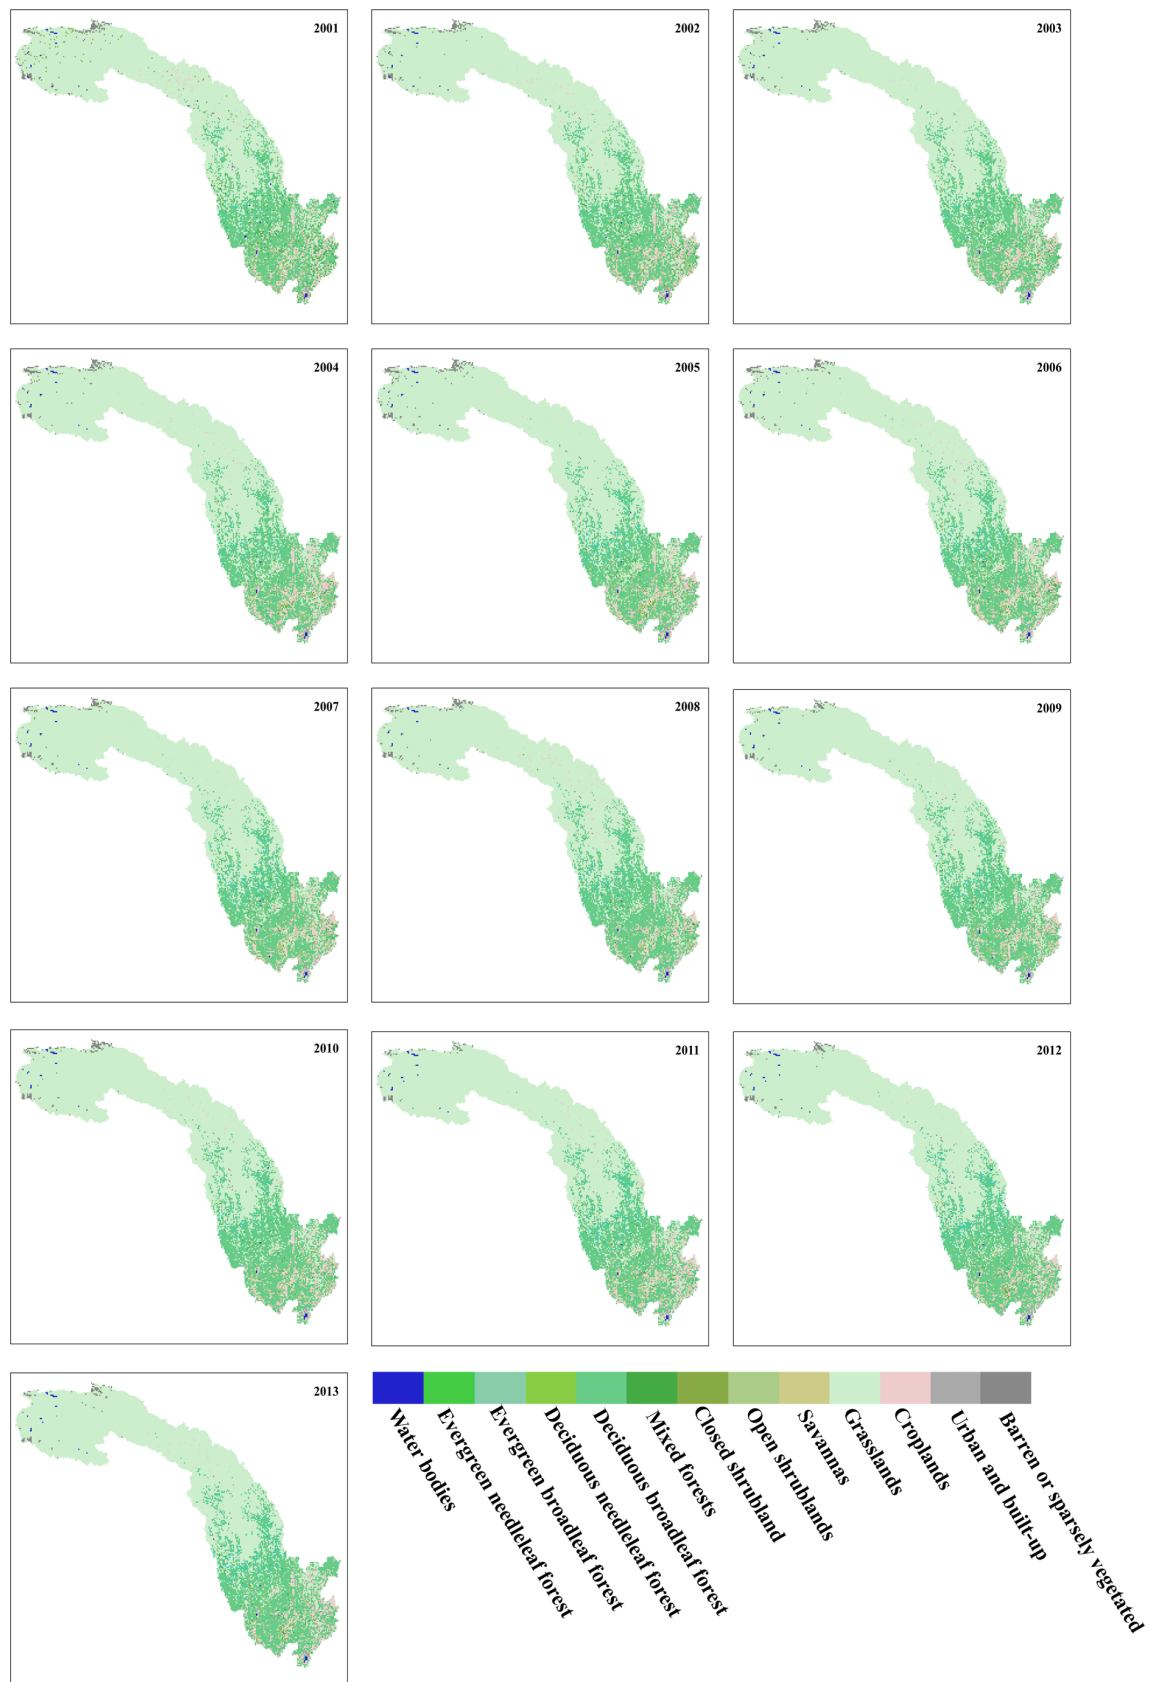 2001
2002
2003
2004
2005
2006
2007
2008
2009
2010
2011
2012
2013
Water bodies
Evergreen needleleaf forest
Evergreen broadleaf forest
Deciduous needleleaf forest
Deciduous broadleaf forest
Mixed forests
Closed shrubland
Open shrublands
Savannas
Grasslands
Croplands
Urban and built-up
Barren or sparsely vegetated